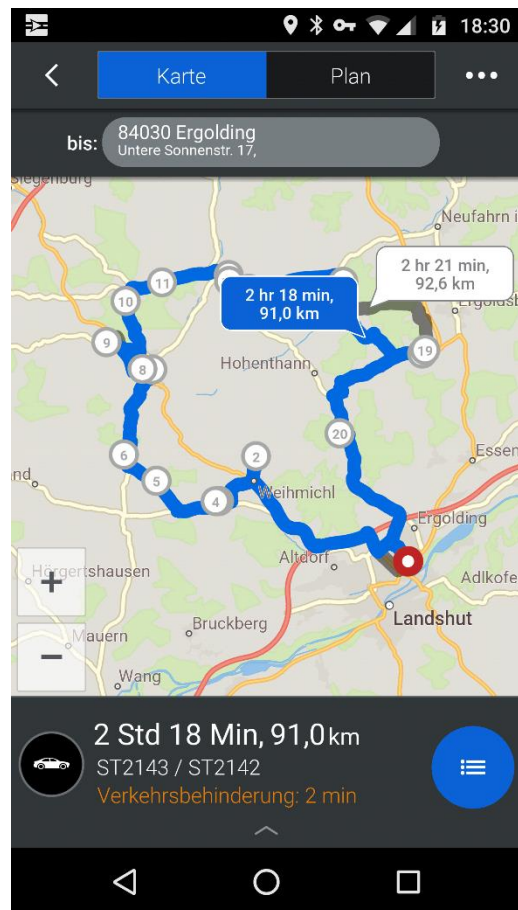 18:30
Karte
Plan
bis:
84030 Ergolding
Untere Sonnenstr. 17,
Siegenburg
Neufahrn i
2 hr 21 min,
92,6 km
11
10
2 hr 18 min,
91,0 km
Ergolds
9
19
8
Hohenthann
20
6
2
Essen
5
Weihmichl
4
nd
Ergolding
Altdorf
Hörgertshausen
Adlkofe
+
Landshut
Bruckberg
Mauern
−
Wang
2 Std 18 Min, 91,0 km
ST2143 / ST2142
Verkehrsbehinderung: 2 min